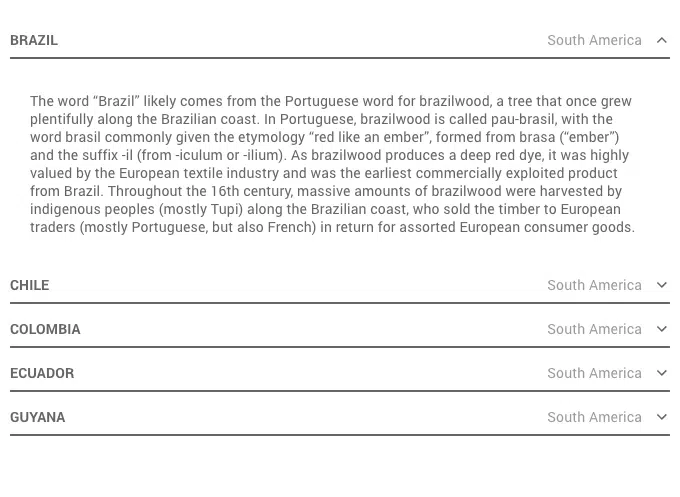 BRAZIL South America
The word “Brazil” likely comes from the Portuguese word for brazilwood, a tree that once grew
plentifully along the Brazilian coast. In Portuguese, brazilwood is called pau-brasil, with the
word brasil commonly given the etymology “red like an ember”, formed from brasa (“ember”)
and the suffix -il (from -iculum or -ilium). As brazilwood produces a deep red dye, it was highly
valued by the European textile industry and was the earliest commercially exploited product
from Brazil. Throughout the 16th century, massive amounts of brazilwood were harvested by
indigenous peoples (mostly Tupi) along the Brazilian coast, who sold the timber to European
traders (mostly Portuguese, but also French) in return for assorted European consumer goods.
CHILE South America
COLOMBIA South America
ECUADOR South America
GUYANA South America